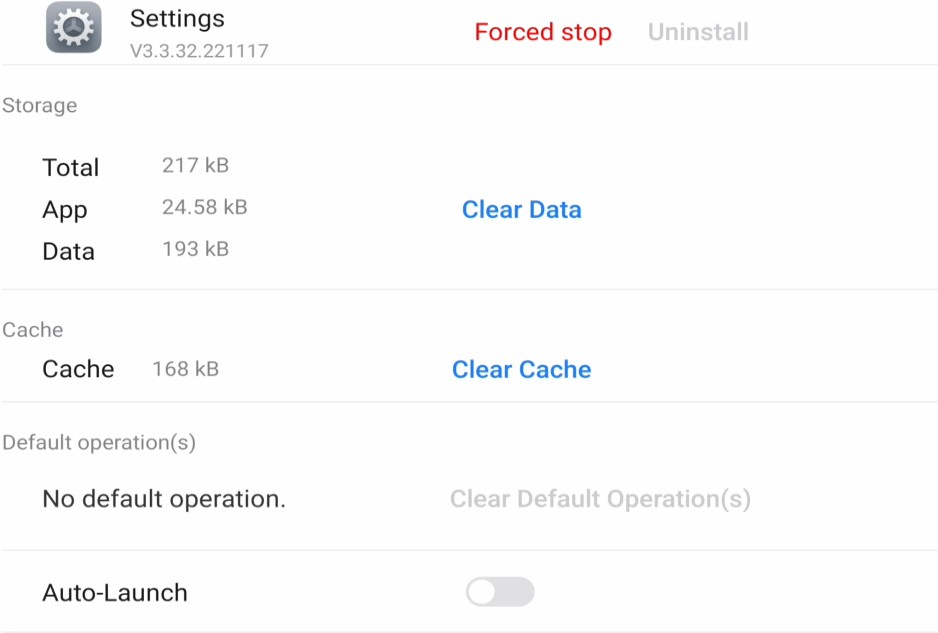 Settings
V3.3.32.221117
Forced stop
Uninstall
Storage
Total 217 kB
App 24.58 kB
Clear Data
Data 193 kB
Cache
Cache 168 kB
Clear Cache
Default operation(s)
No default operation.
Clear Default Operation(s)
Auto-Launch